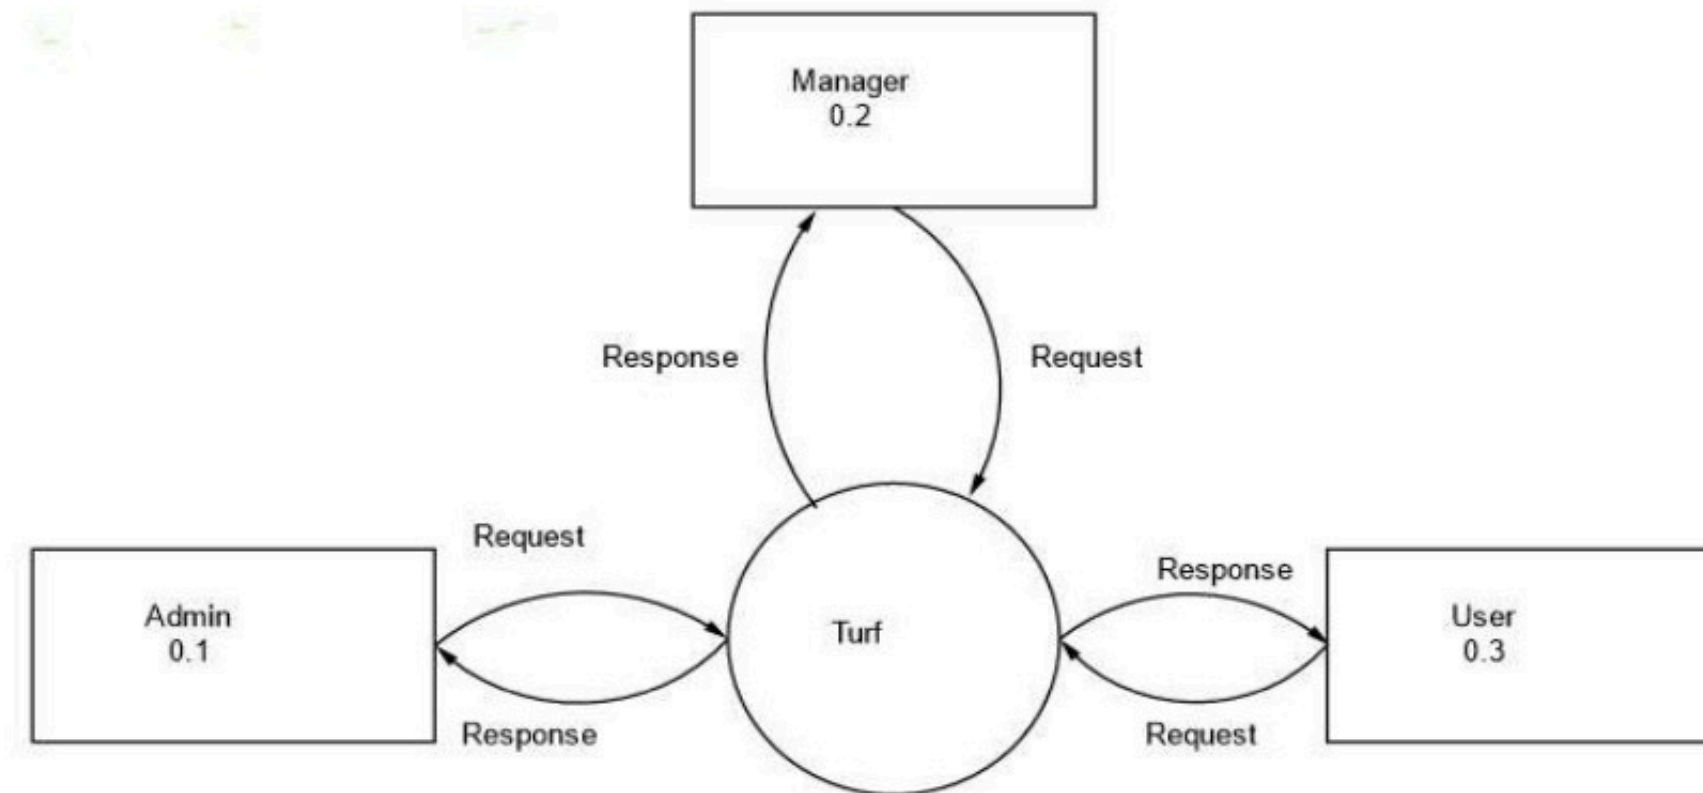 Manager
0.2
Response
Request
Request
Admin
0.1
Response
Turf
Response
User
0.3
Request